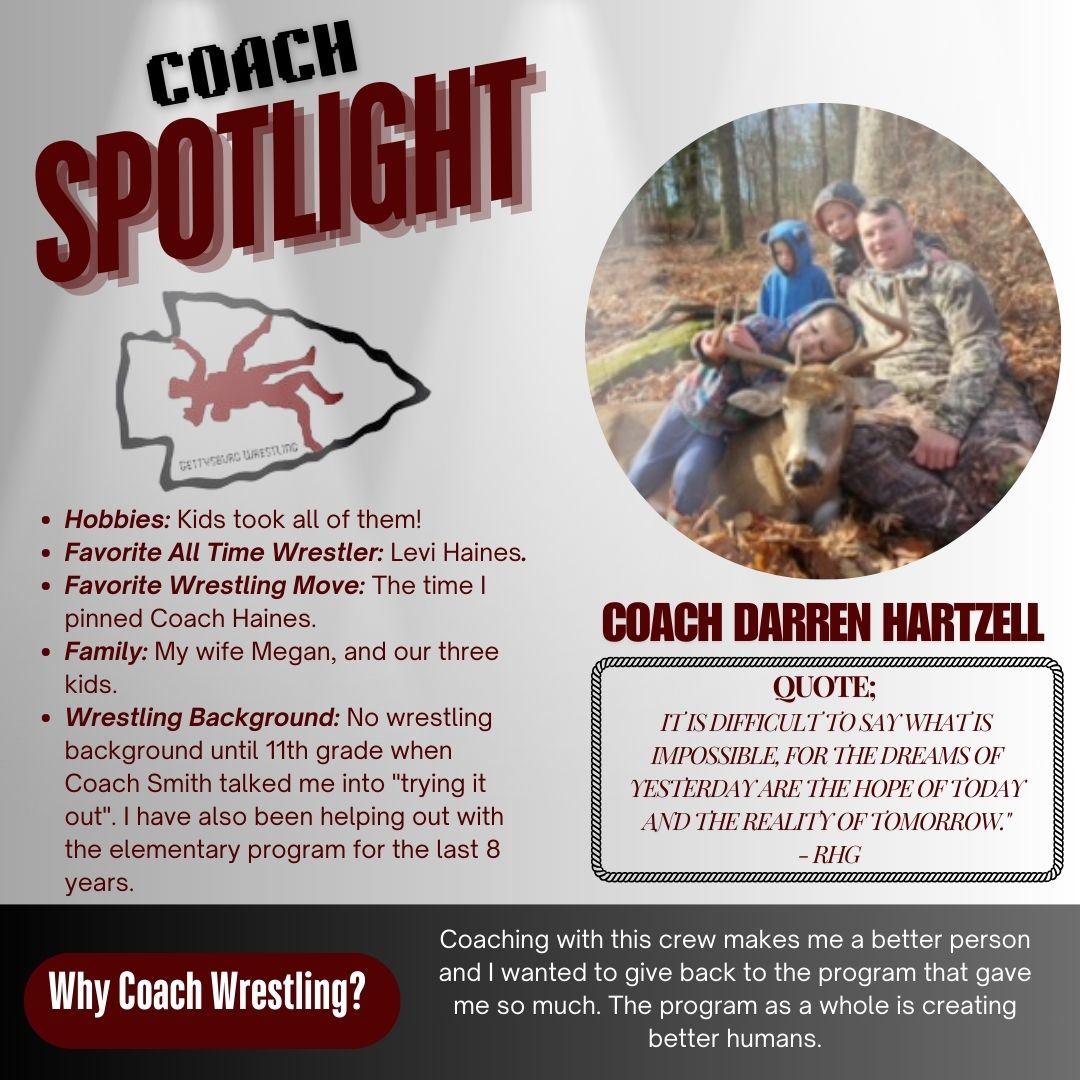 COACH
SPOTLIGHT
GETTYSBURG WRESTLING
• Hobbies: Kids took all of them!
• Favorite All Time Wrestler: Levi Haines.
• Favorite Wrestling Move: The time I
pinned Coach Haines.
• Family: My wife Megan, and our three
kids.
• Wrestling Background: No wrestling
background until 11th grade when
Coach Smith talked me into "trying it
out". I have also been helping out with
the elementary program for the last 8
years.
COACH DARREN HARTZELL
QUOTE;
IT IS DIFFICULT TO SAY WHAT IS
IMPOSSIBLE, FOR THE DREAMS OF
YESTERDAY ARE THE HOPE OF TODAY
AND THE REALITY OF TOMORROW."
- RHG
Why Coach Wrestling?
Coaching with this crew makes me a better person
and I wanted to give back to the program that gave
me so much. The program as a whole is creating
better humans.